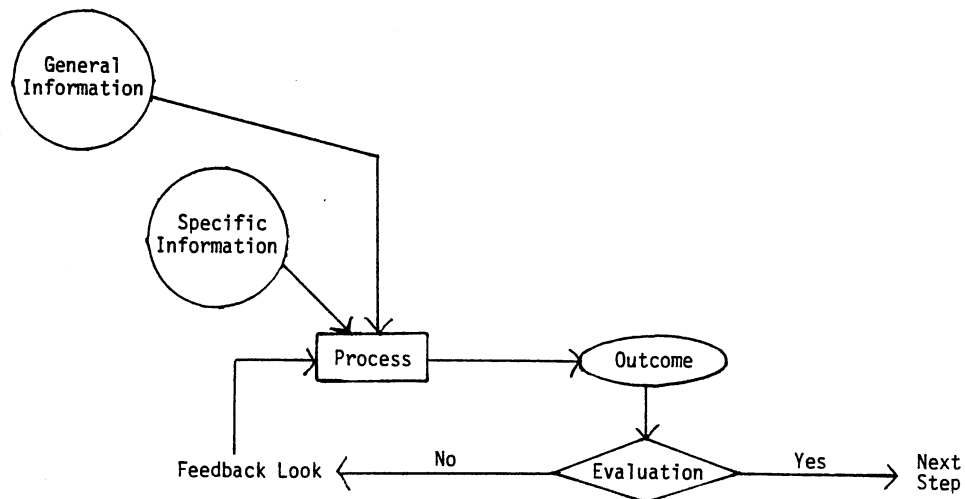 General
Information
Specific
Information
Process
Outcome
Feedback Look
No
Evaluation
Yes
Next
Step